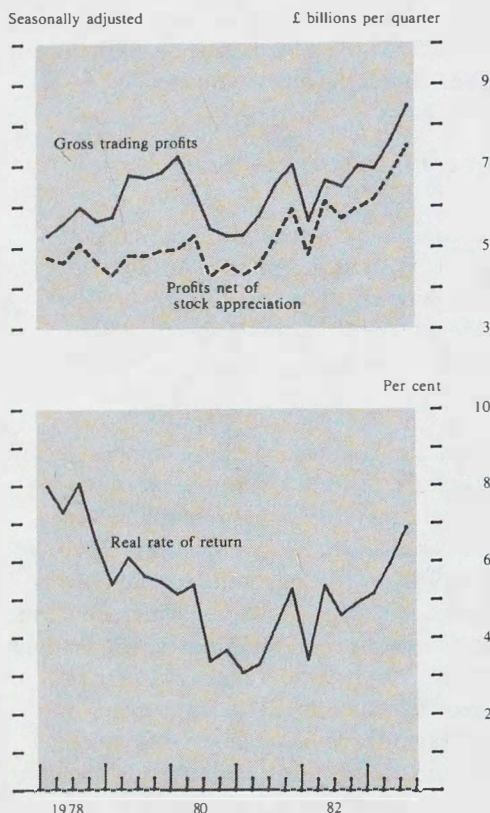 Seasonally adjusted £ billions per quarter
9
Gross trading profits
7
5
Profits net of
stock appreciation
3
Per cent
10
8
Real rate of return
6
4
2
1978 80 82